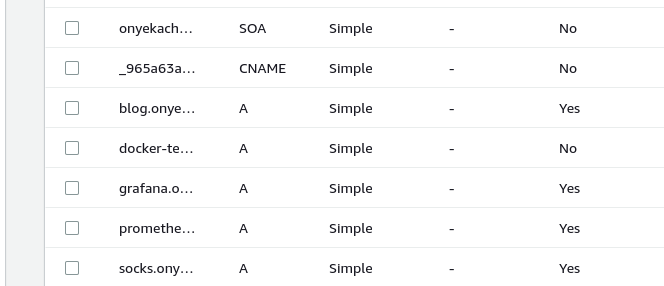 onyekach... SOA Simple - No
_965a63a... CNAME Simple - No
blog.onye... A Simple - Yes
docker-te... A Simple - No
grafana.o... A Simple - Yes
promethe... A Simple - Yes
socks.ony... A Simple - Yes